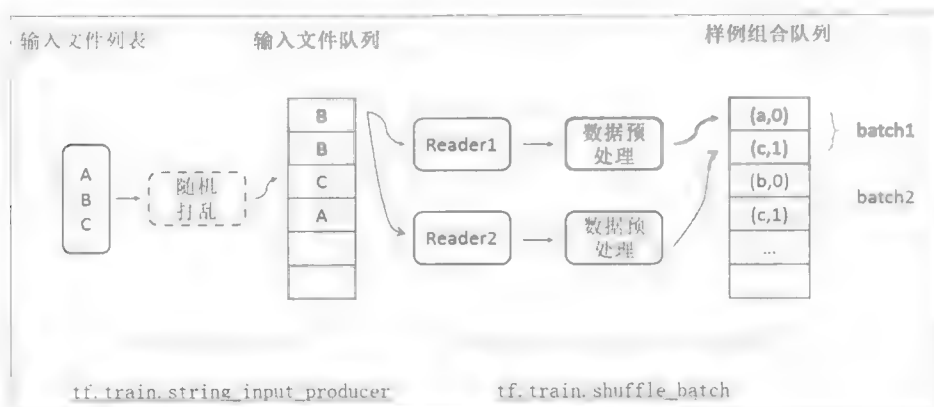 输入文件列表
输入文件队列
样例组合队列
A
B
C
随机
打乱
B
B
C
A
Reader1
Reader2
数据预
处理
数据预
处理
(a,0)
(c,1)
(b,0)
(c,1)
...
batch1
batch2
tf.train.string_input_producer
tf.train.shuffle_batch